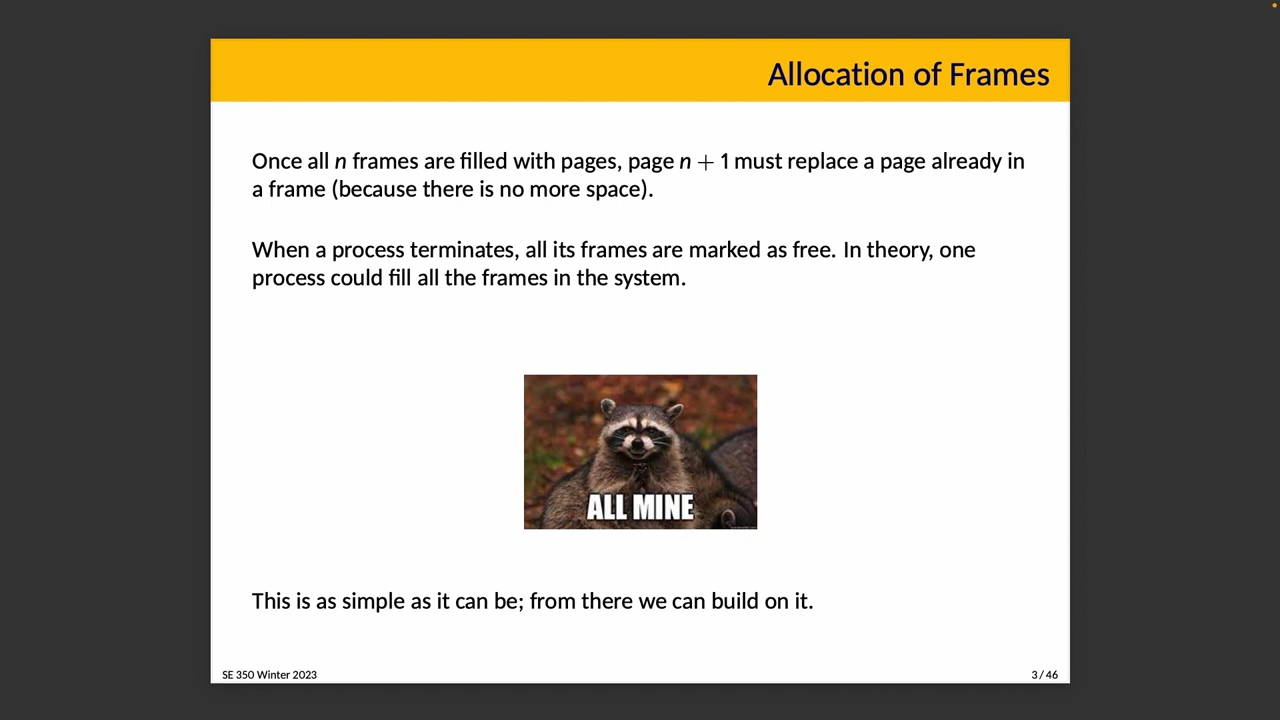 Allocation of Frames
Once all n frames are filled with pages, page n + 1 must replace a page already in
a frame (because there is no more space).
When a process terminates, all its frames are marked as free. In theory, one
process could fill all the frames in the system.
ALL MINE
This is as simple as it can be; from there we can build on it.
SE 350 Winter 2023
3 / 46